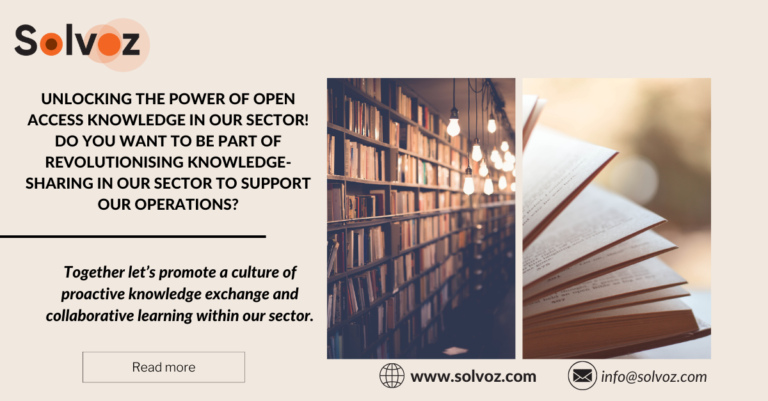 Solvoz
UNLOCKING THE POWER OF OPEN
ACCESS KNOWLEDGE IN OUR SECTOR!
DO YOU WANT TO BE PART OF
REVOLUTIONISING KNOWLEDGE-
SHARING IN OUR SECTOR TO SUPPORT
OUR OPERATIONS?
Together let’s promote a culture of
proactive knowledge exchange and
collaborative learning within our sector.
Read more
www.solvoz.com
info@solvoz.com